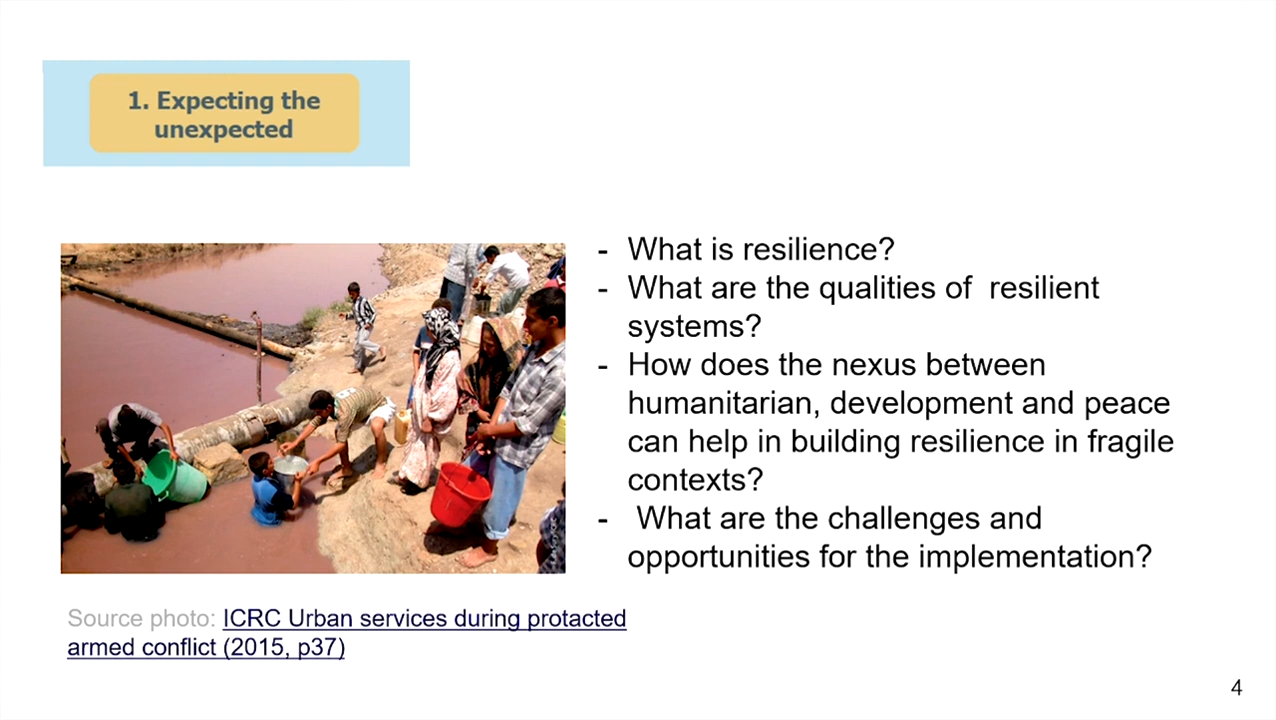 1. Expecting the
unexpected
- What is resilience?
- What are the qualities of  resilient
systems?
- How does the nexus between
humanitarian, development and peace
can help in building resilience in fragile
contexts?
-  What are the challenges and
opportunities for the implementation?
Source photo: ICRC Urban services during protacted
armed conflict (2015, p37)
4